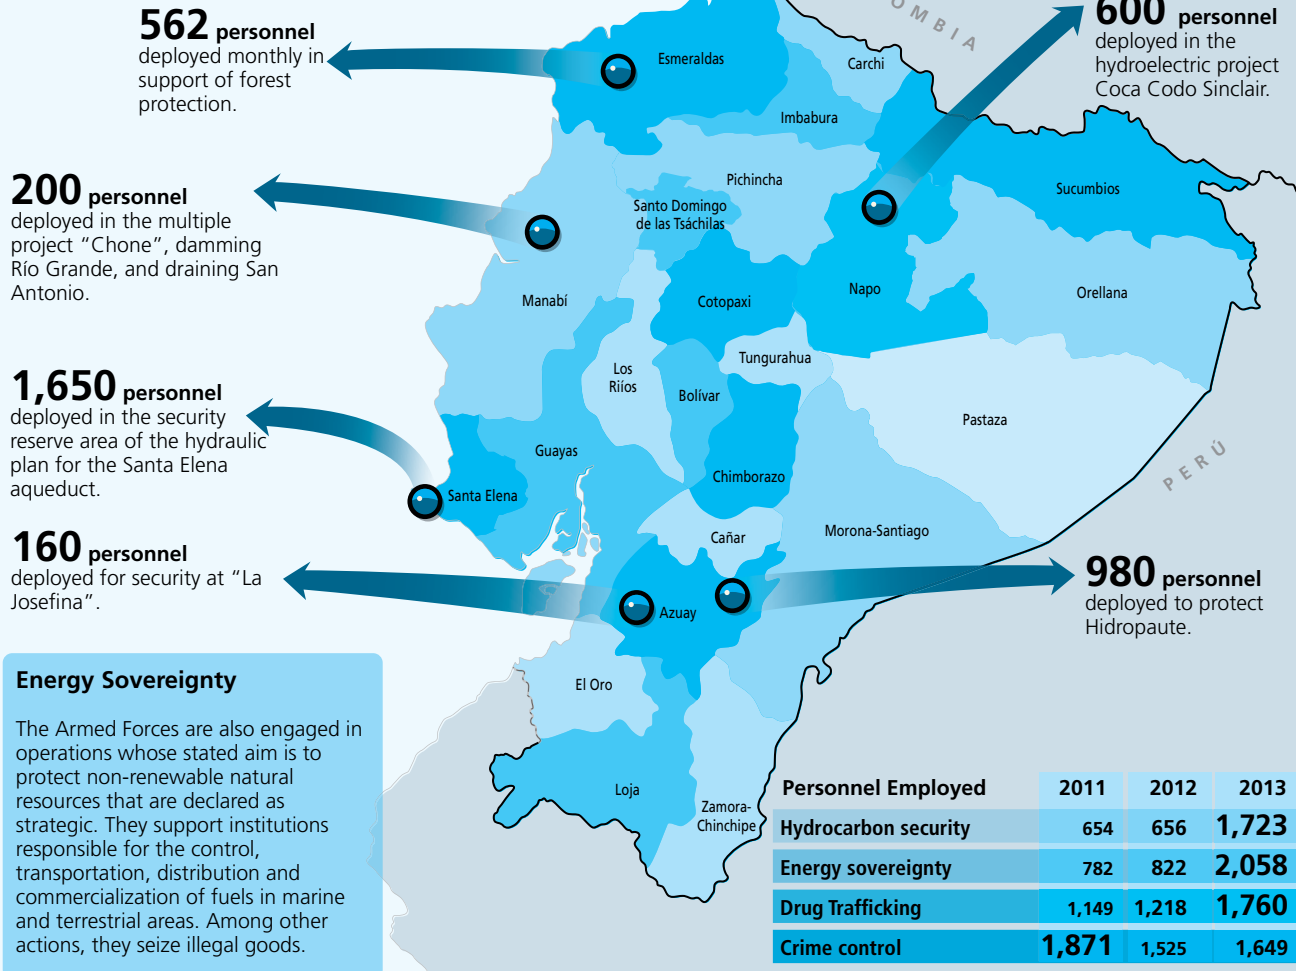 562 personnel
deployed monthly in
support of forest
protection.
600 personnel
deployed in the
hydroelectric project
Coca Codo Sinclair.
200 personnel
deployed in the multiple
project “Chone”, damming
Río Grande, and draining San
Antonio.
1,650 personnel
deployed in the security
reserve area of the hydraulic
plan for the Santa Elena
aqueduct.
160 personnel
deployed for security at “La
Josefina”.
980 personnel
deployed to protect
Hidropaute.
OMBIA
PERÚ
Esmeraldas
Carchi
Imbabura
Pichincha
Santo Domingo
de las Tsáchilas
Sucumbios
Manabí
Cotopaxi
Napo
Orellana
Los
Riíos
Tungurahua
Bolívar
Pastaza
Guayas
Chimborazo
Santa Elena
Cañar
Morona-Santiago
Azuay
El Oro
Loja
Zamora-
Chinchipe
Energy Sovereignty
The Armed Forces are also engaged in
operations whose stated aim is to
protect non-renewable natural
resources that are declared as
strategic. They support institutions
responsible for the control,
transportation, distribution and
commercialization of fuels in marine
and terrestrial areas. Among other
actions, they seize illegal goods.
Personnel Employed 2011 2012 2013
Hydrocarbon security 654 656 1,723
Energy sovereignty 782 822 2,058
Drug Trafficking 1,149 1,218 1,760
Crime control 1,871 1,525 1,649